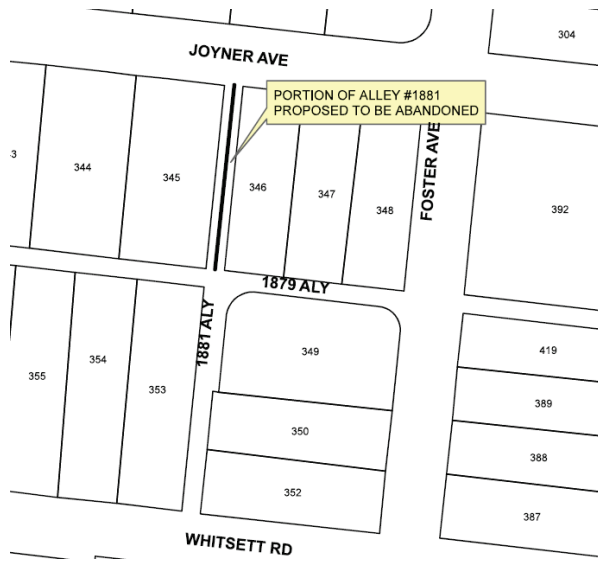 304
JOYNER AVE
PORTION OF ALLEY #1881
PROPOSED TO BE ABANDONED
3
344
345
346
347
348
FOSTER AVE
392
1879 ALY
1881 ALY
349
419
355
354
353
389
350
388
352
387
WHITSETT RD